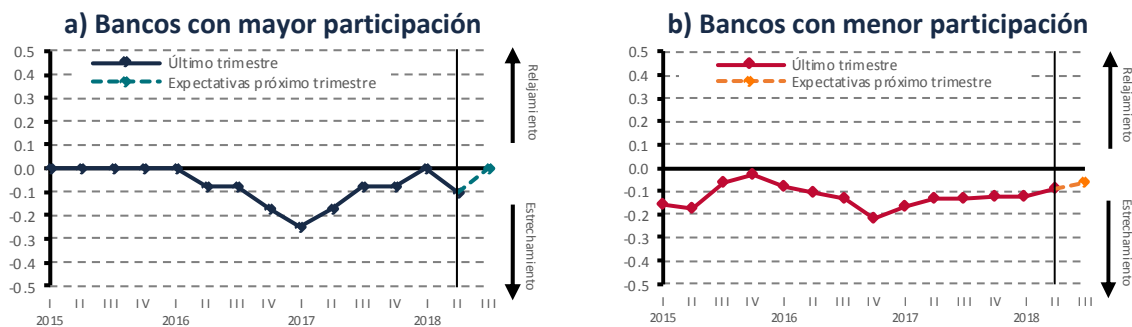 a) Bancos con mayor participación
0.5
0.4
0.3
0.2
0.1
0.0
-0.1
-0.2
-0.3
-0.4
-0.5
Último trimestre
Expectativas próximo trimestre
Relajamiento
Estrechamiento
I II III IV I II III IV I II III IV I II III
2015 2016 2017 2018
b) Bancos con menor participación
0.5
0.4
0.3
0.2
0.1
0.0
-0.1
-0.2
-0.3
-0.4
-0.5
Último trimestre
Expectativas próximo trimestre
Relajamiento
Estrechamiento
I II III IV I II III IV I II III IV I II III
2015 2016 2017 2018